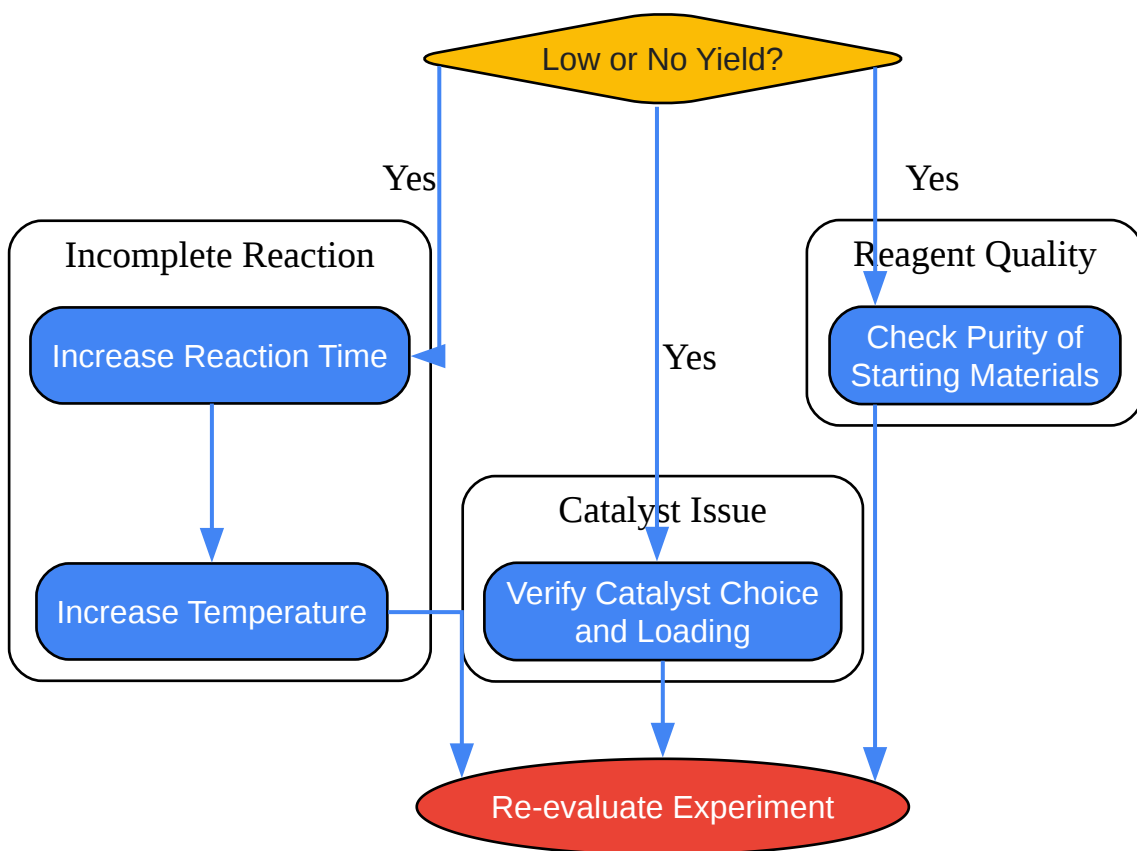 Low or No Yield?
Yes
Yes
Incomplete Reaction
Reagent Quality
Increase Reaction Time
Check Purity of
Starting Materials
Yes
Catalyst Issue
Increase Temperature
Verify Catalyst Choice
and Loading
Re-evaluate Experiment